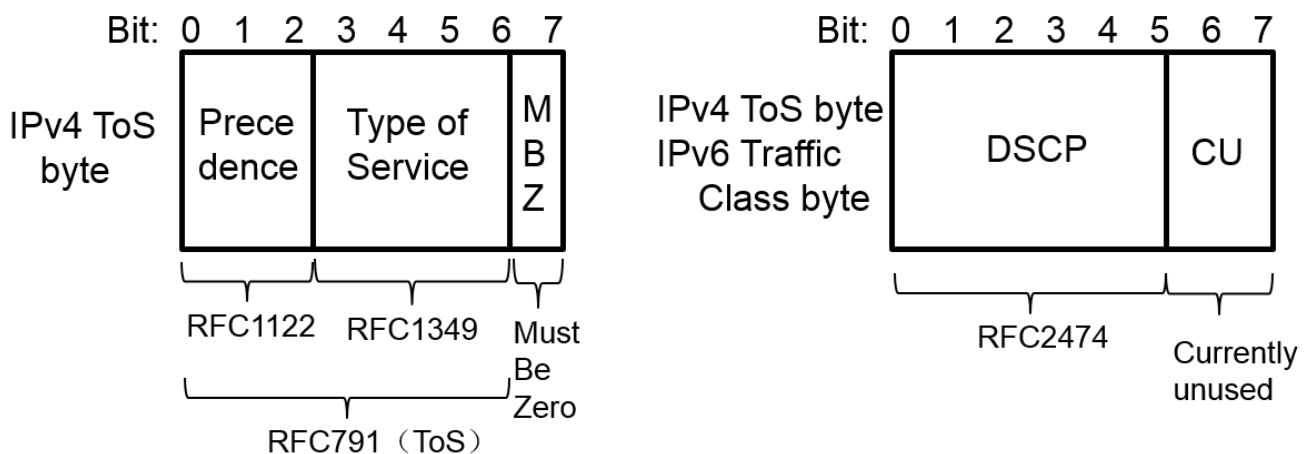 Bit: 0 1 2 3 4 5 6 7
IPv4 ToS
byte
Prece
dence
Type of
Service
M
B
Z
RFC1122
RFC1349
Must
Be
Zero
RFC791（ToS）
Bit: 0 1 2 3 4 5 6 7
IPv4 ToS byte
IPv6 Traffic
Class byte
DSCP
CU
RFC2474
Currently
unused